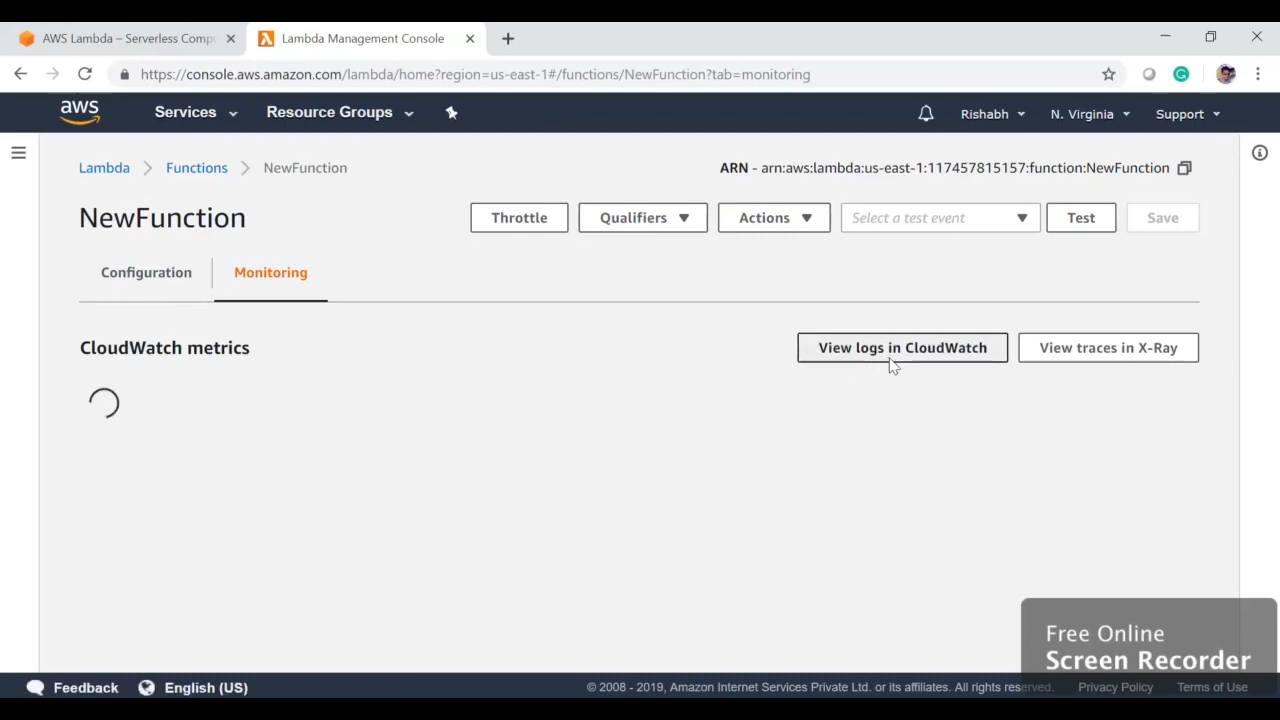 AWS Lambda – Serverless Comp
Lambda Management Console
https://console.aws.amazon.com/lambda/home?region=us-east-1#/functions/NewFunction?tab=monitoring
aws
Services
Resource Groups
Rishabh
N. Virginia
Support
Lambda
Functions
NewFunction
ARN - arn:aws:lambda:us-east-1:117457815157:function:NewFunction
NewFunction
Throttle
Qualifiers
Actions
Select a test event
Test
Save
Configuration
Monitoring
CloudWatch metrics
View logs in CloudWatch
View traces in X-Ray
Free Online
Screen Recorder
Feedback
English (US)
© 2008 - 2019, Amazon Internet Services Private Ltd. or its affiliates. All rights reserved.
Privacy Policy
Terms of Use